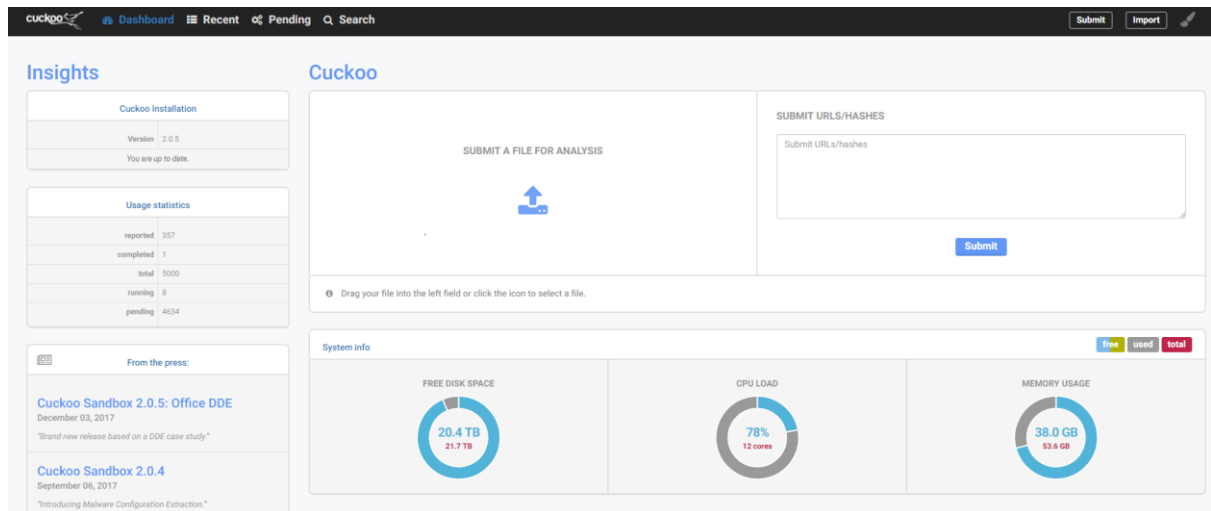 cuckoo Dashboard Recent Pending Search Submit Import
Insights
Cuckoo Installation
Version 2.0.5
You are up to date.
Usage statistics
reported 357
completed 1
total 5000
running 8
pending 4634
From the press:
Cuckoo Sandbox 2.0.5: Office DDE
December 03, 2017
"Brand new release based on a DDE case study."
Cuckoo Sandbox 2.0.4
September 06, 2017
"Introducing Malware Configuration Extraction."
Cuckoo
SUBMIT A FILE FOR ANALYSIS
SUBMIT URLS/HASHES
Submit URLs/hashes
Submit
Drag your file into the left field or click the icon to select a file.
System info
free used total
FREE DISK SPACE
20.4 TB
21.7 TB
CPU LOAD
78%
12 cores
MEMORY USAGE
38.0 GB
53.6 GB